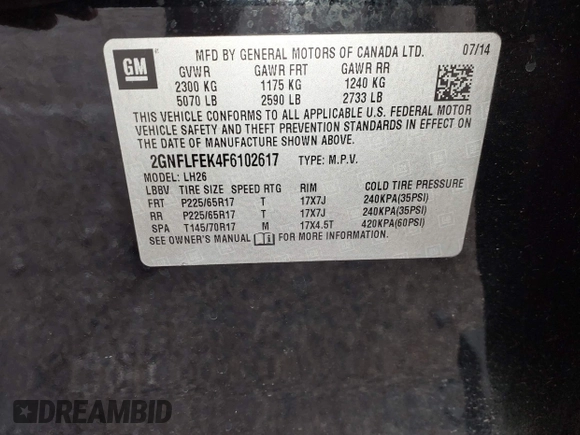 GM
MFD BY GENERAL MOTORS OF CANADA LTD. 07/14
GVWR GAWR FRT GAWR RR
2300 KG 1175 KG 1240 KG
5070 LB 2590 LB 2733 LB
THIS VEHICLE CONFORMS TO ALL APPLICABLE U.S. FEDERAL MOTOR
VEHICLE SAFETY AND THEFT PREVENTION STANDARDS IN EFFECT ON
THE DATE OF MANUFACTURE SHOWN ABOVE.
2GNFLFEK4F6102617 TYPE: M.P.V.
MODEL: LH26
LBBV TIRE SIZE SPEED RTG RIM COLD TIRE PRESSURE
FRT P225/65R17 T 17X7J 240KPA(35PSI)
RR P225/65R17 T 17X7J 240KPA(35PSI)
SPA T145/70R17 M 17X4.5T 420KPA(60PSI)
SEE OWNER'S MANUAL FOR MORE INFORMATION.
DREAMBID